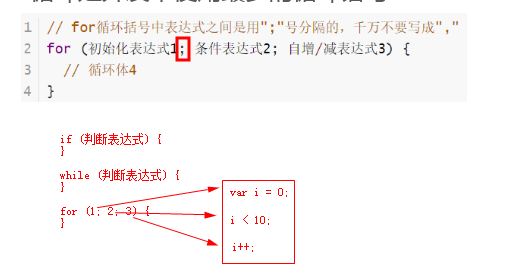 1 // for循环括号中表达式之间是用";"号分隔的，千万不要写成","
2 for (初始化表达式1; 条件表达式2; 自增/减表达式3) {
3 // 循环体4
4 }
if (判断表达式) {
}
while (判断表达式) {
}
for (1; 2; 3) {
}
var i = 0;
i < 10;
i++;